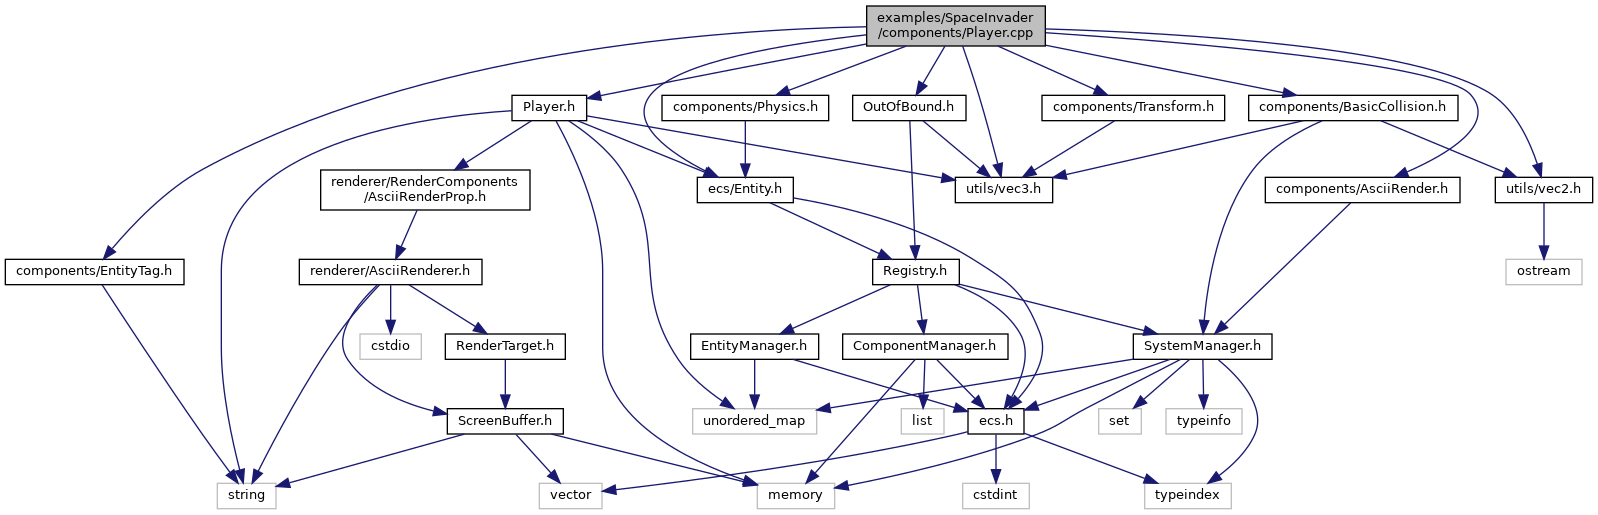 examples/SpaceInvader
/components/Player.cpp
Player.h
components/Physics.h
OutOfBound.h
components/Transform.h
components/BasicCollision.h
renderer/RenderComponents
/AsciiRenderProp.h
ecs/Entity.h
utils/vec3.h
components/AsciiRender.h
utils/vec2.h
components/EntityTag.h
renderer/AsciiRenderer.h
Registry.h
ostream
cstdio
RenderTarget.h
EntityManager.h
ComponentManager.h
SystemManager.h
ScreenBuffer.h
unordered_map
list
ecs.h
set
typeinfo
string
vector
memory
cstdint
typeindex